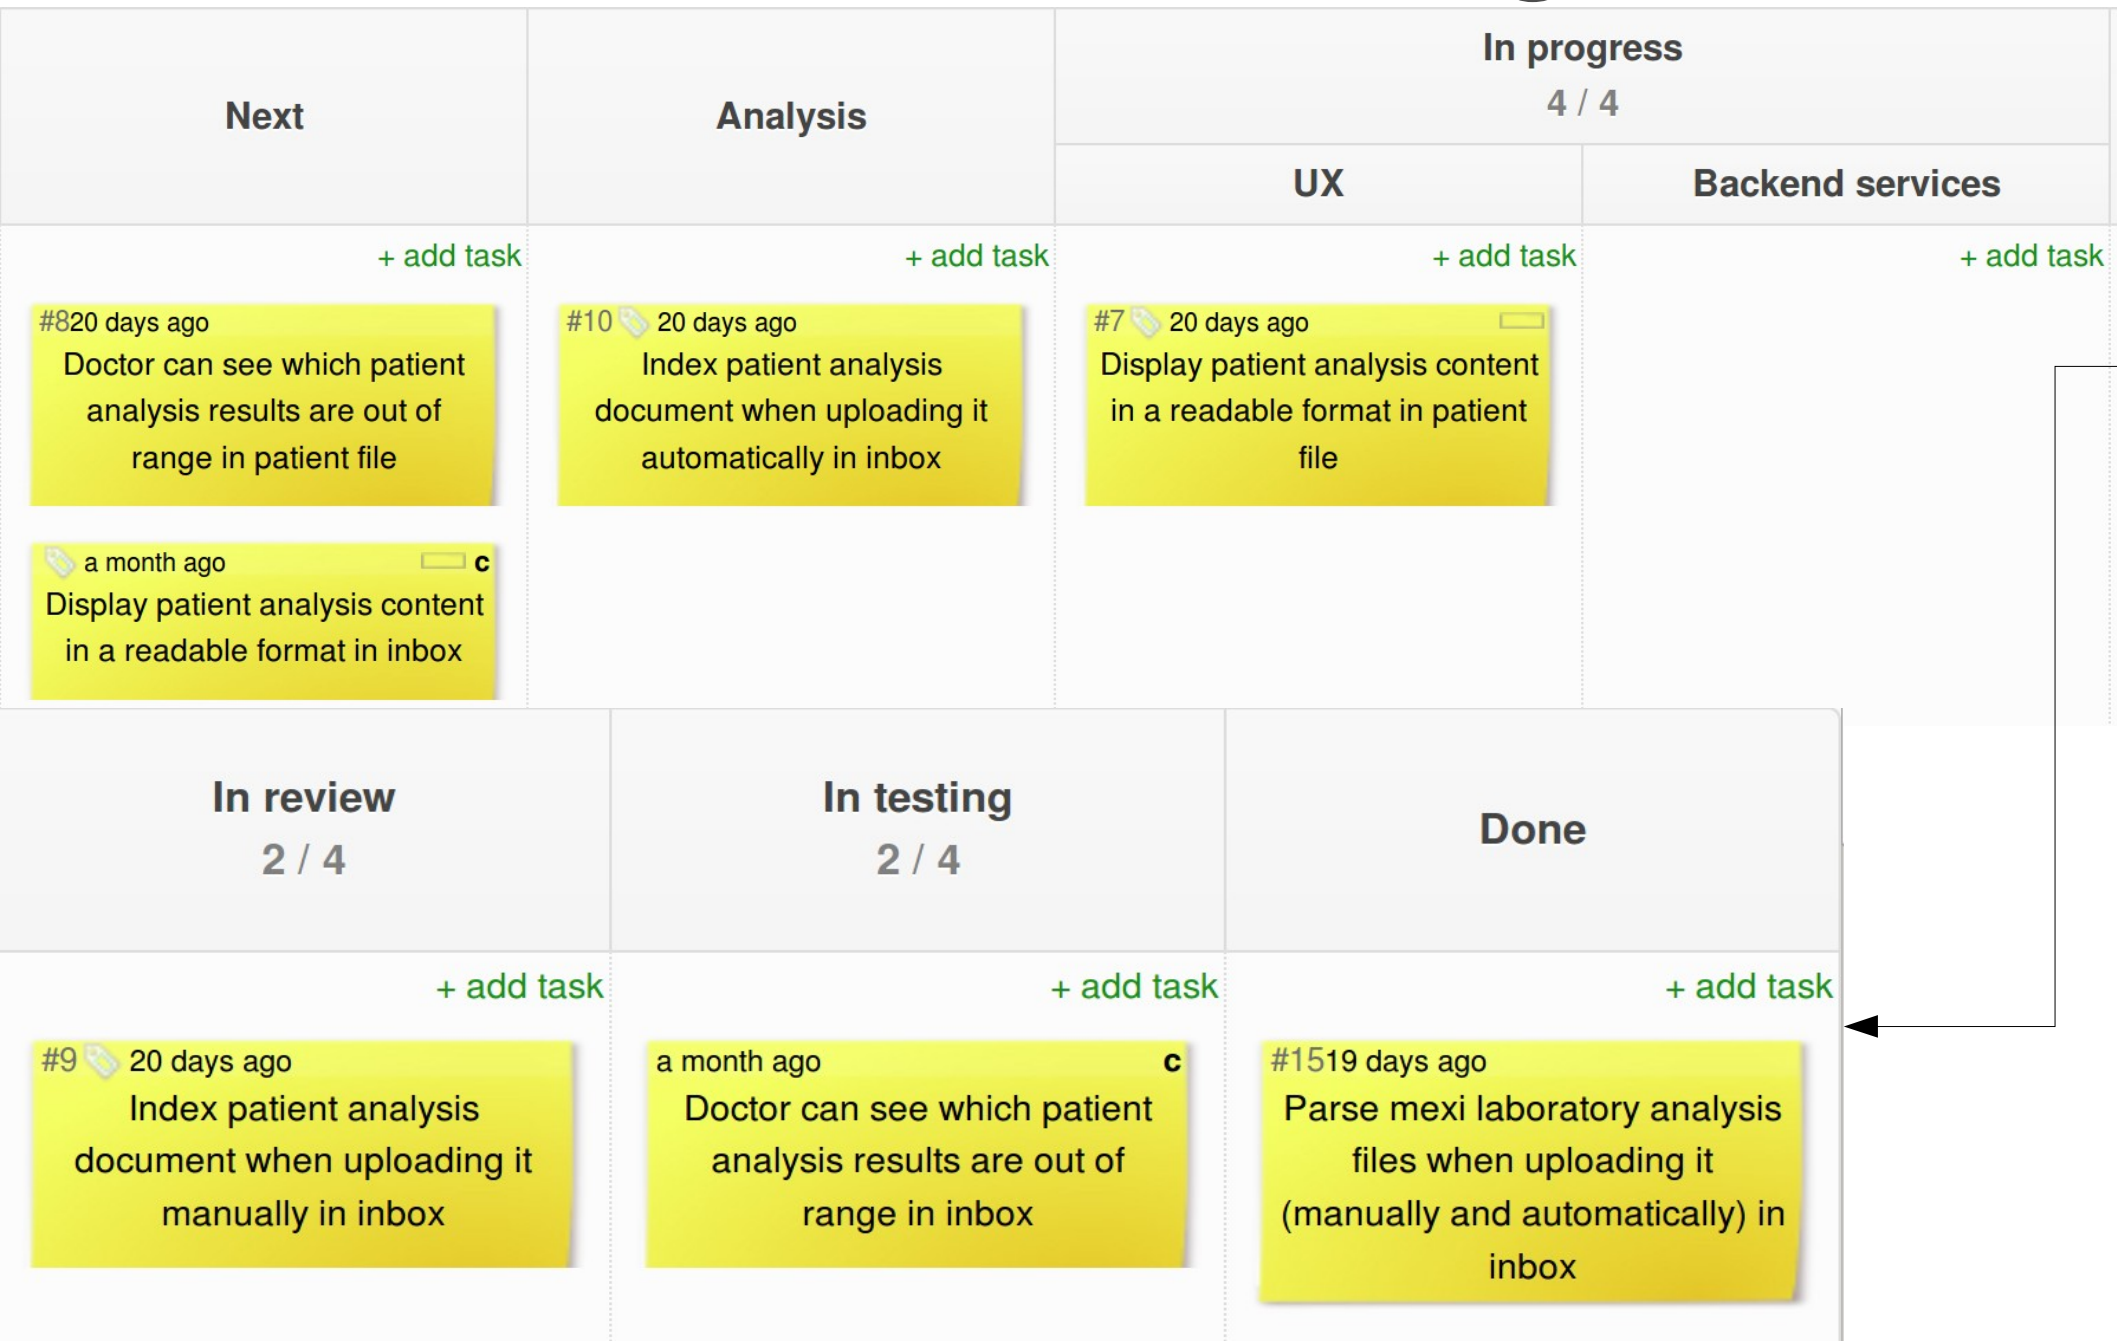 Next
Analysis
In progress
4 / 4
UX
Backend services
+ add task
+ add task
+ add task
+ add task
#820 days ago
Doctor can see which patient
analysis results are out of
range in patient file
a month ago c
Display patient analysis content
in a readable format in inbox
#10 20 days ago
Index patient analysis
document when uploading it
automatically in inbox
#7 20 days ago
Display patient analysis content
in a readable format in patient
file
In review
2 / 4
In testing
2 / 4
Done
+ add task
+ add task
+ add task
#9 20 days ago
Index patient analysis
document when uploading it
manually in inbox
a month ago c
Doctor can see which patient
analysis results are out of
range in inbox
#1519 days ago
Parse mexi laboratory analysis
files when uploading it
(manually and automatically) in
inbox